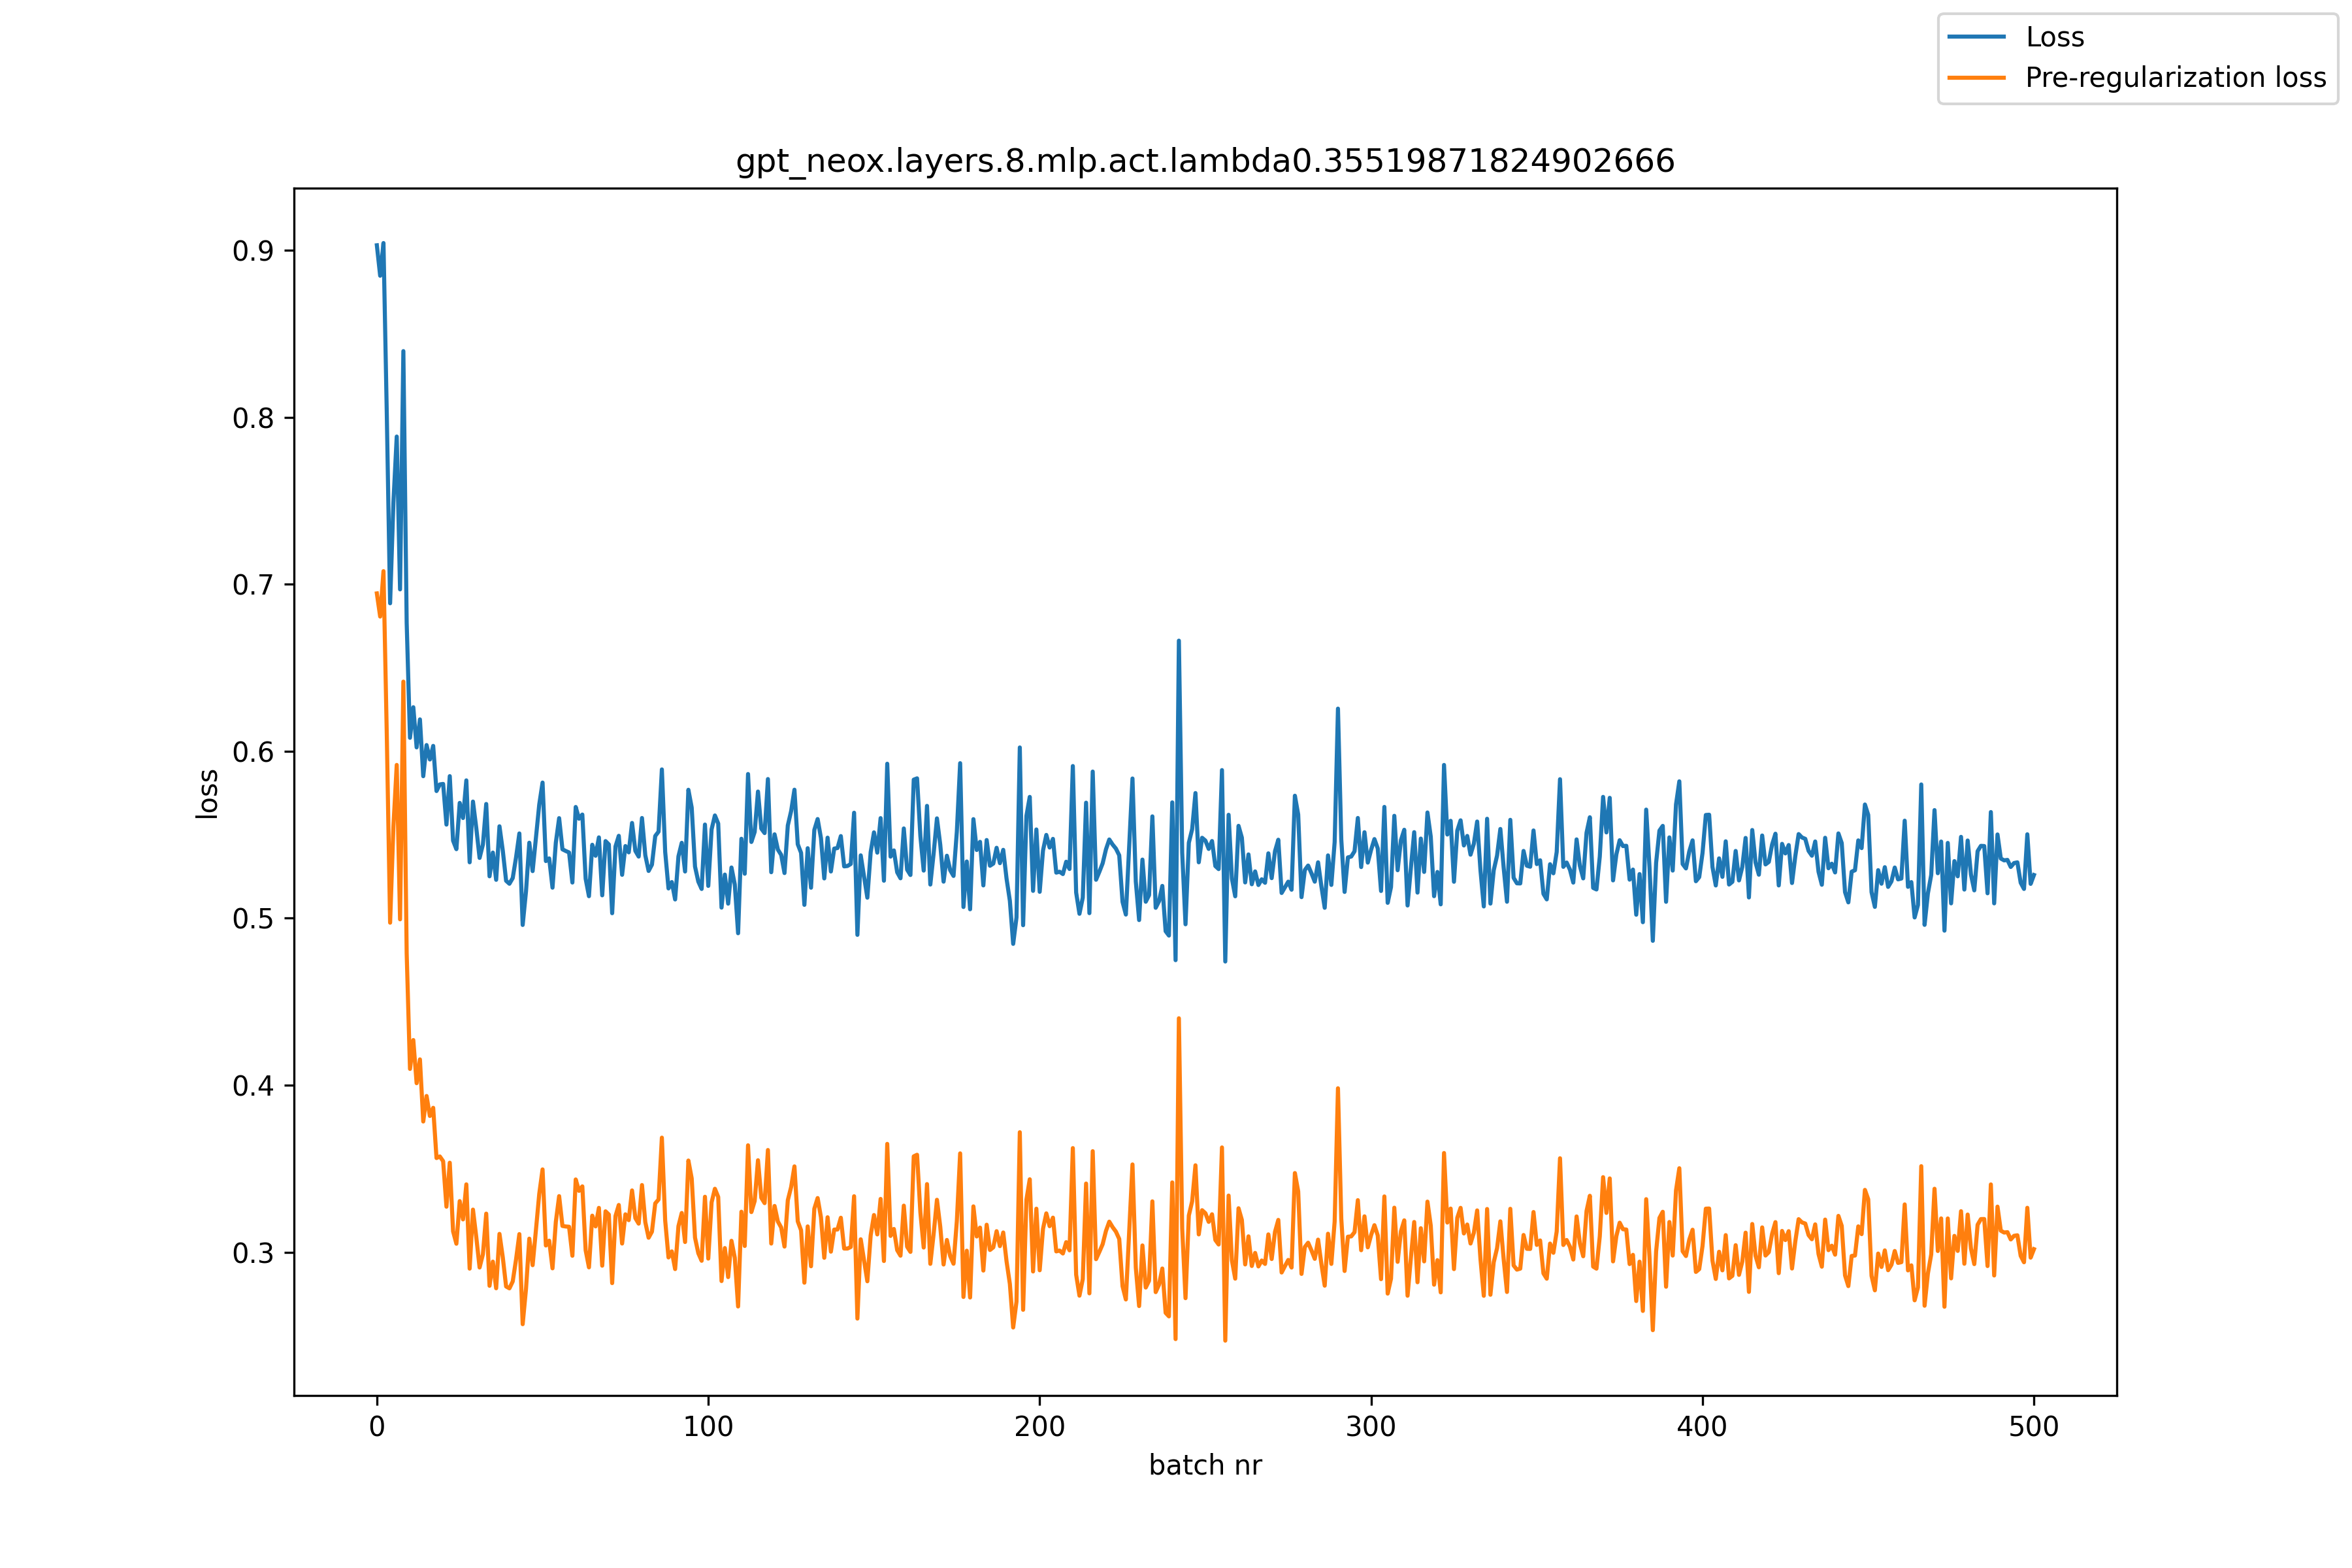 Loss
Pre-regularization loss
gpt_neox.layers.8.mlp.act.lambda0.35519871824902666
0.9
0.8
0.7
0.6
0.5
0.4
0.3
loss
0 100 200 300 400 500
batch nr